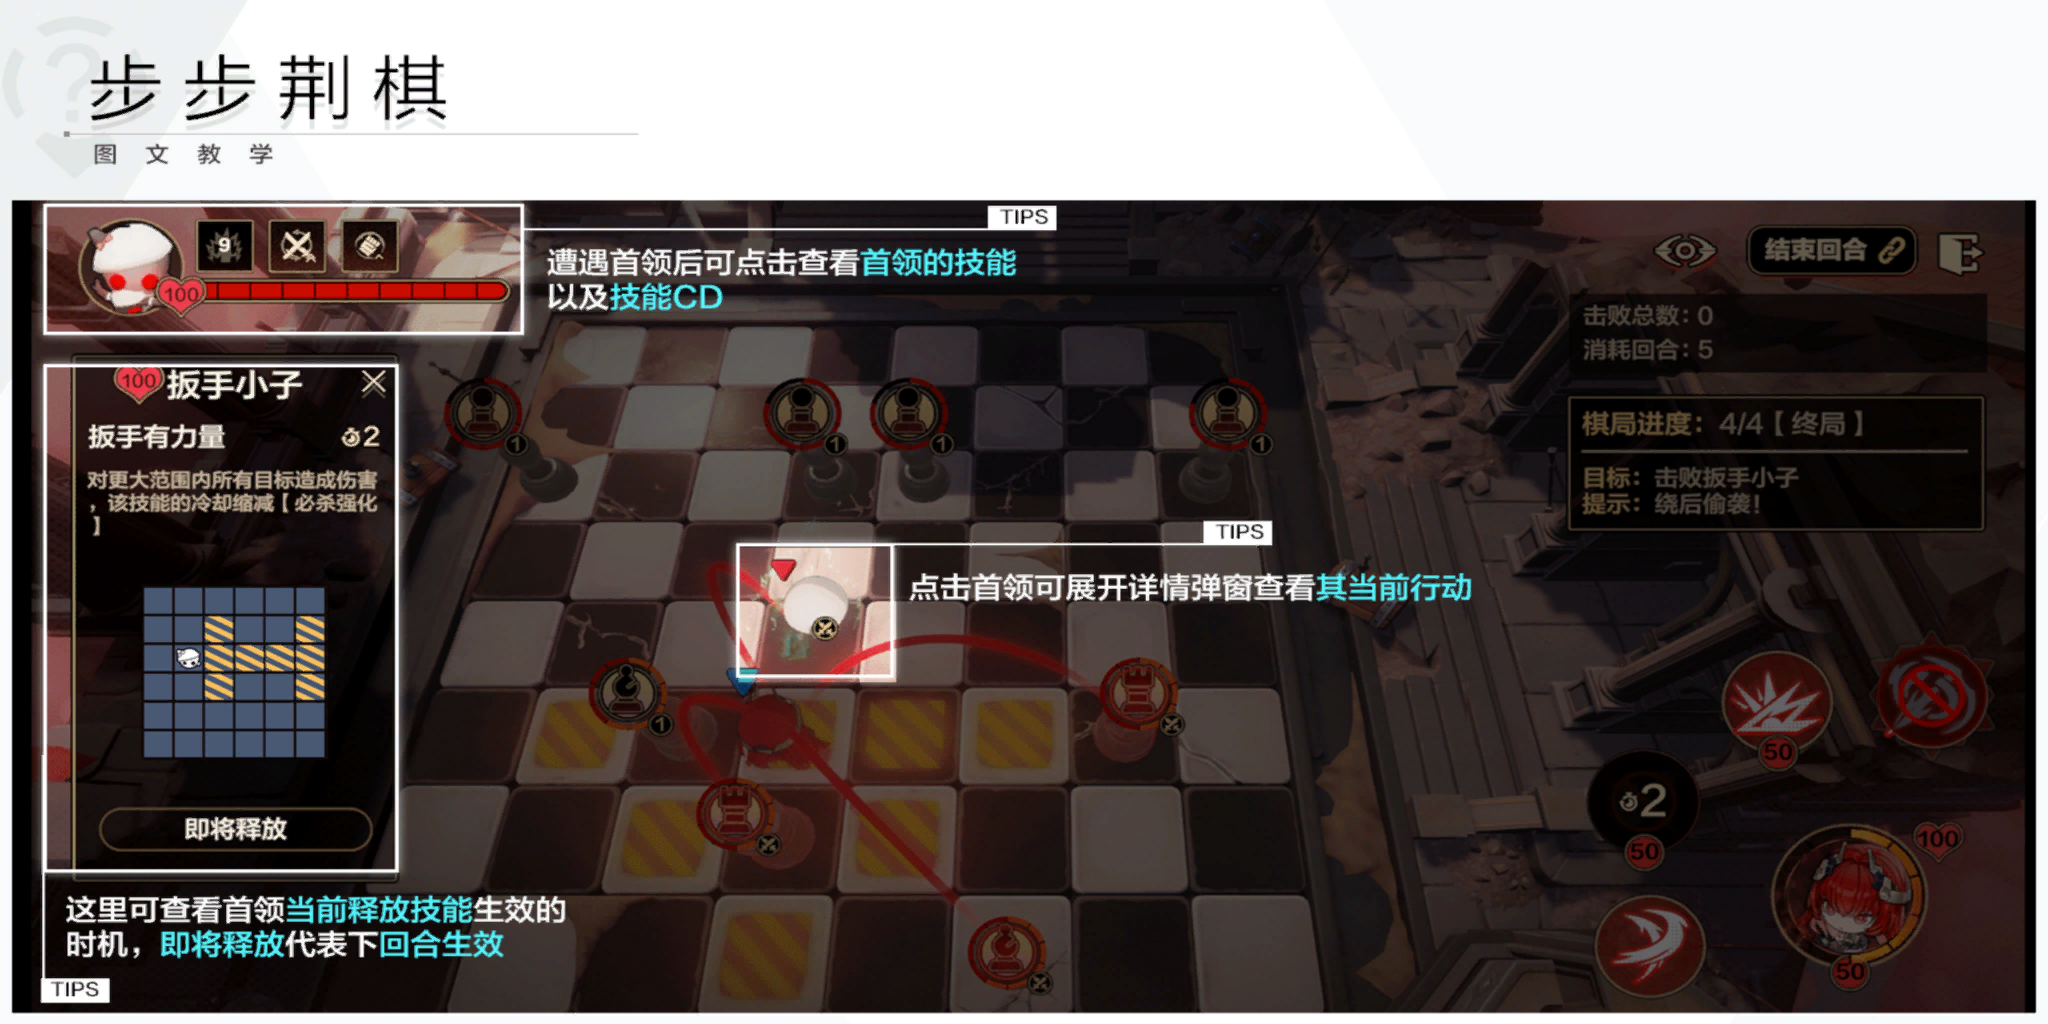 步步荆棋
图文教学
TIPS
9
100
遭遇首领后可点击查看首领的技能
以及技能CD
结束回合
击败总数：0
消耗回合：5
100 扳手小子
扳手有力量 2
对更大范围内所有目标造成伤害
，该技能的冷却缩减【必杀强化
】
1
1
1
1
棋局进度：4/4【终局】
目标：击败扳手小子
提示：绕后偷袭！
TIPS
点击首领可展开详情弹窗查看其当前行动
1
50
2
50
100
50
即将释放
这里可查看首领当前释放技能生效的
时机，即将释放代表下回合生效
TIPS